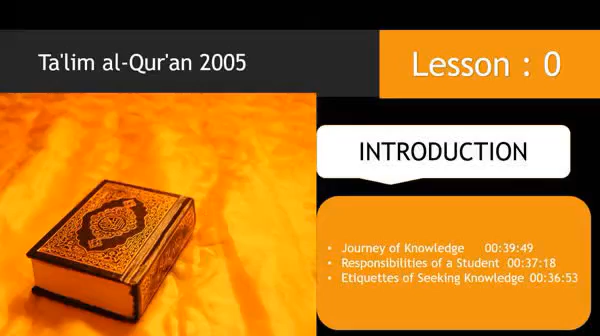 Ta'lim al-Qur'an 2005
Lesson : 0
INTRODUCTION
• Journey of Knowledge 00:39:49
• Responsibilities of a Student 00:37:18
• Etiquettes of Seeking Knowledge 00:36:53